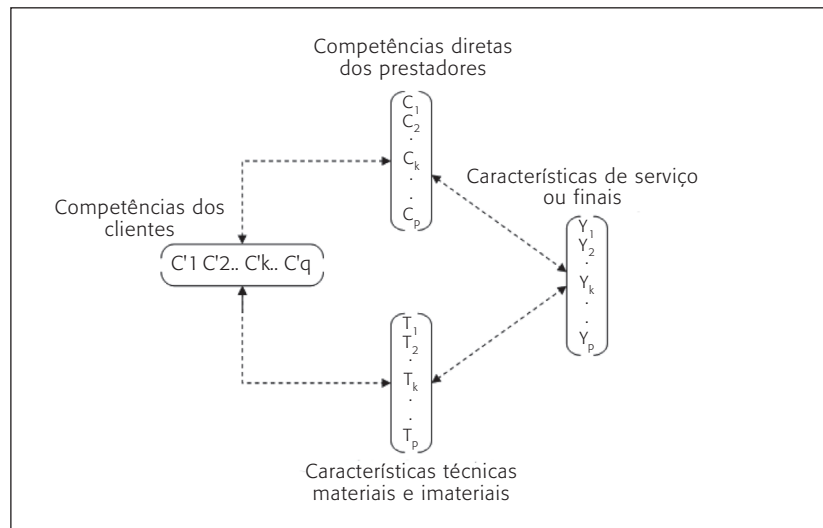 Competências diretas
dos prestadores
C1
C2
.
Ck
.
.
Cp
Características de serviço
ou finais
Y1
Y2
.
Yk
.
.
Yp
Competências dos
clientes
C'1 C'2.. C'k.. C'q
T1
T2
.
Tk
.
.
Tp
Características técnicas
materiais e imateriais